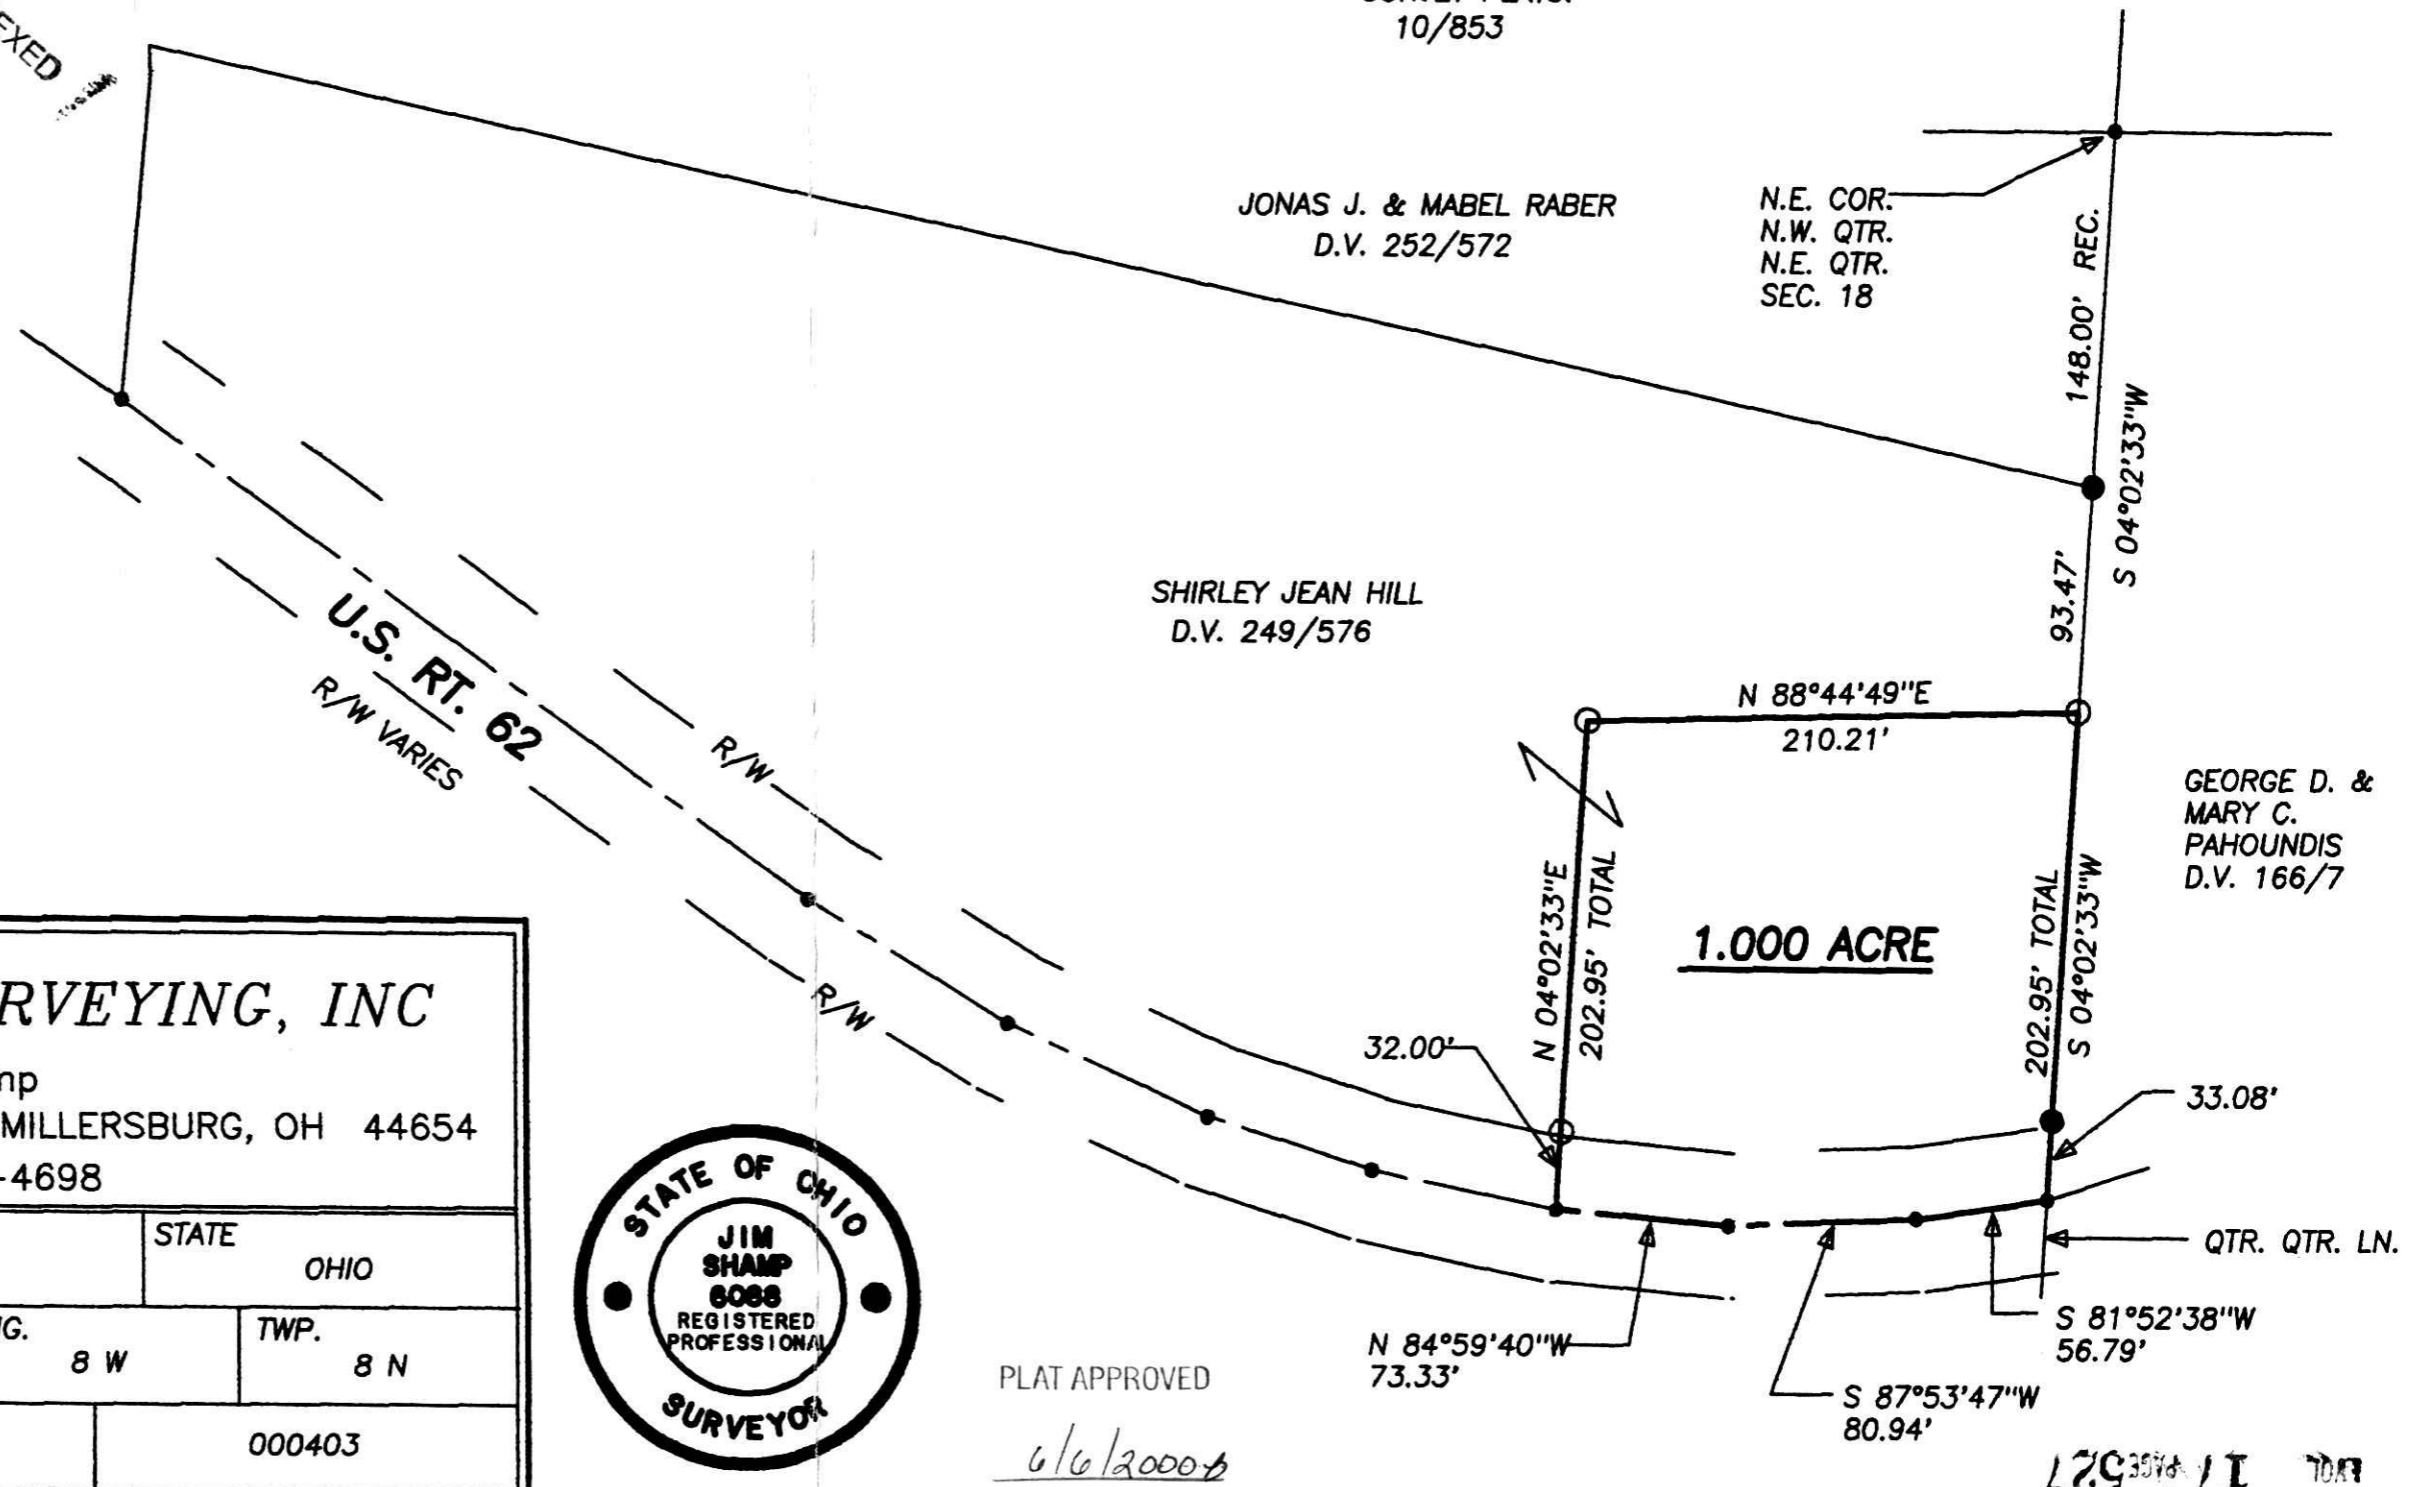 10/853
JONAS J. & MABEL RABER
D.V. 252/572
N.E. COR.
N.W. QTR.
N.E. QTR.
SEC. 18
148.00' REC.
S 04°02'33"W
93.47'
SHIRLEY JEAN HILL
D.V. 249/576
U.S. RT. 62
R/W VARIES
R/W
R/W
N 88°44'49"E
210.21'
N 04°02'33"E
202.95' TOTAL
1.000 ACRE
202.95' TOTAL
S 04°02'33"W
GEORGE D. &
MARY C.
PAHOUNDIS
D.V. 166/7
32.00'
33.08'
QTR. QTR. LN.
S 81°52'38"W
56.79'
S 87°53'47"W
80.94'
N 84°59'40"W
73.33'
RVEYING, INC
mp
MILLERSBURG, OH 44654
-4698
STATE
OHIO
G.
8 W
TWP.
8 N
000403
STATE OF OHIO
JIM
SHAMP
REGISTERED
PROFESSIONAL
SURVEYOR
PLAT APPROVED
6/6/2000